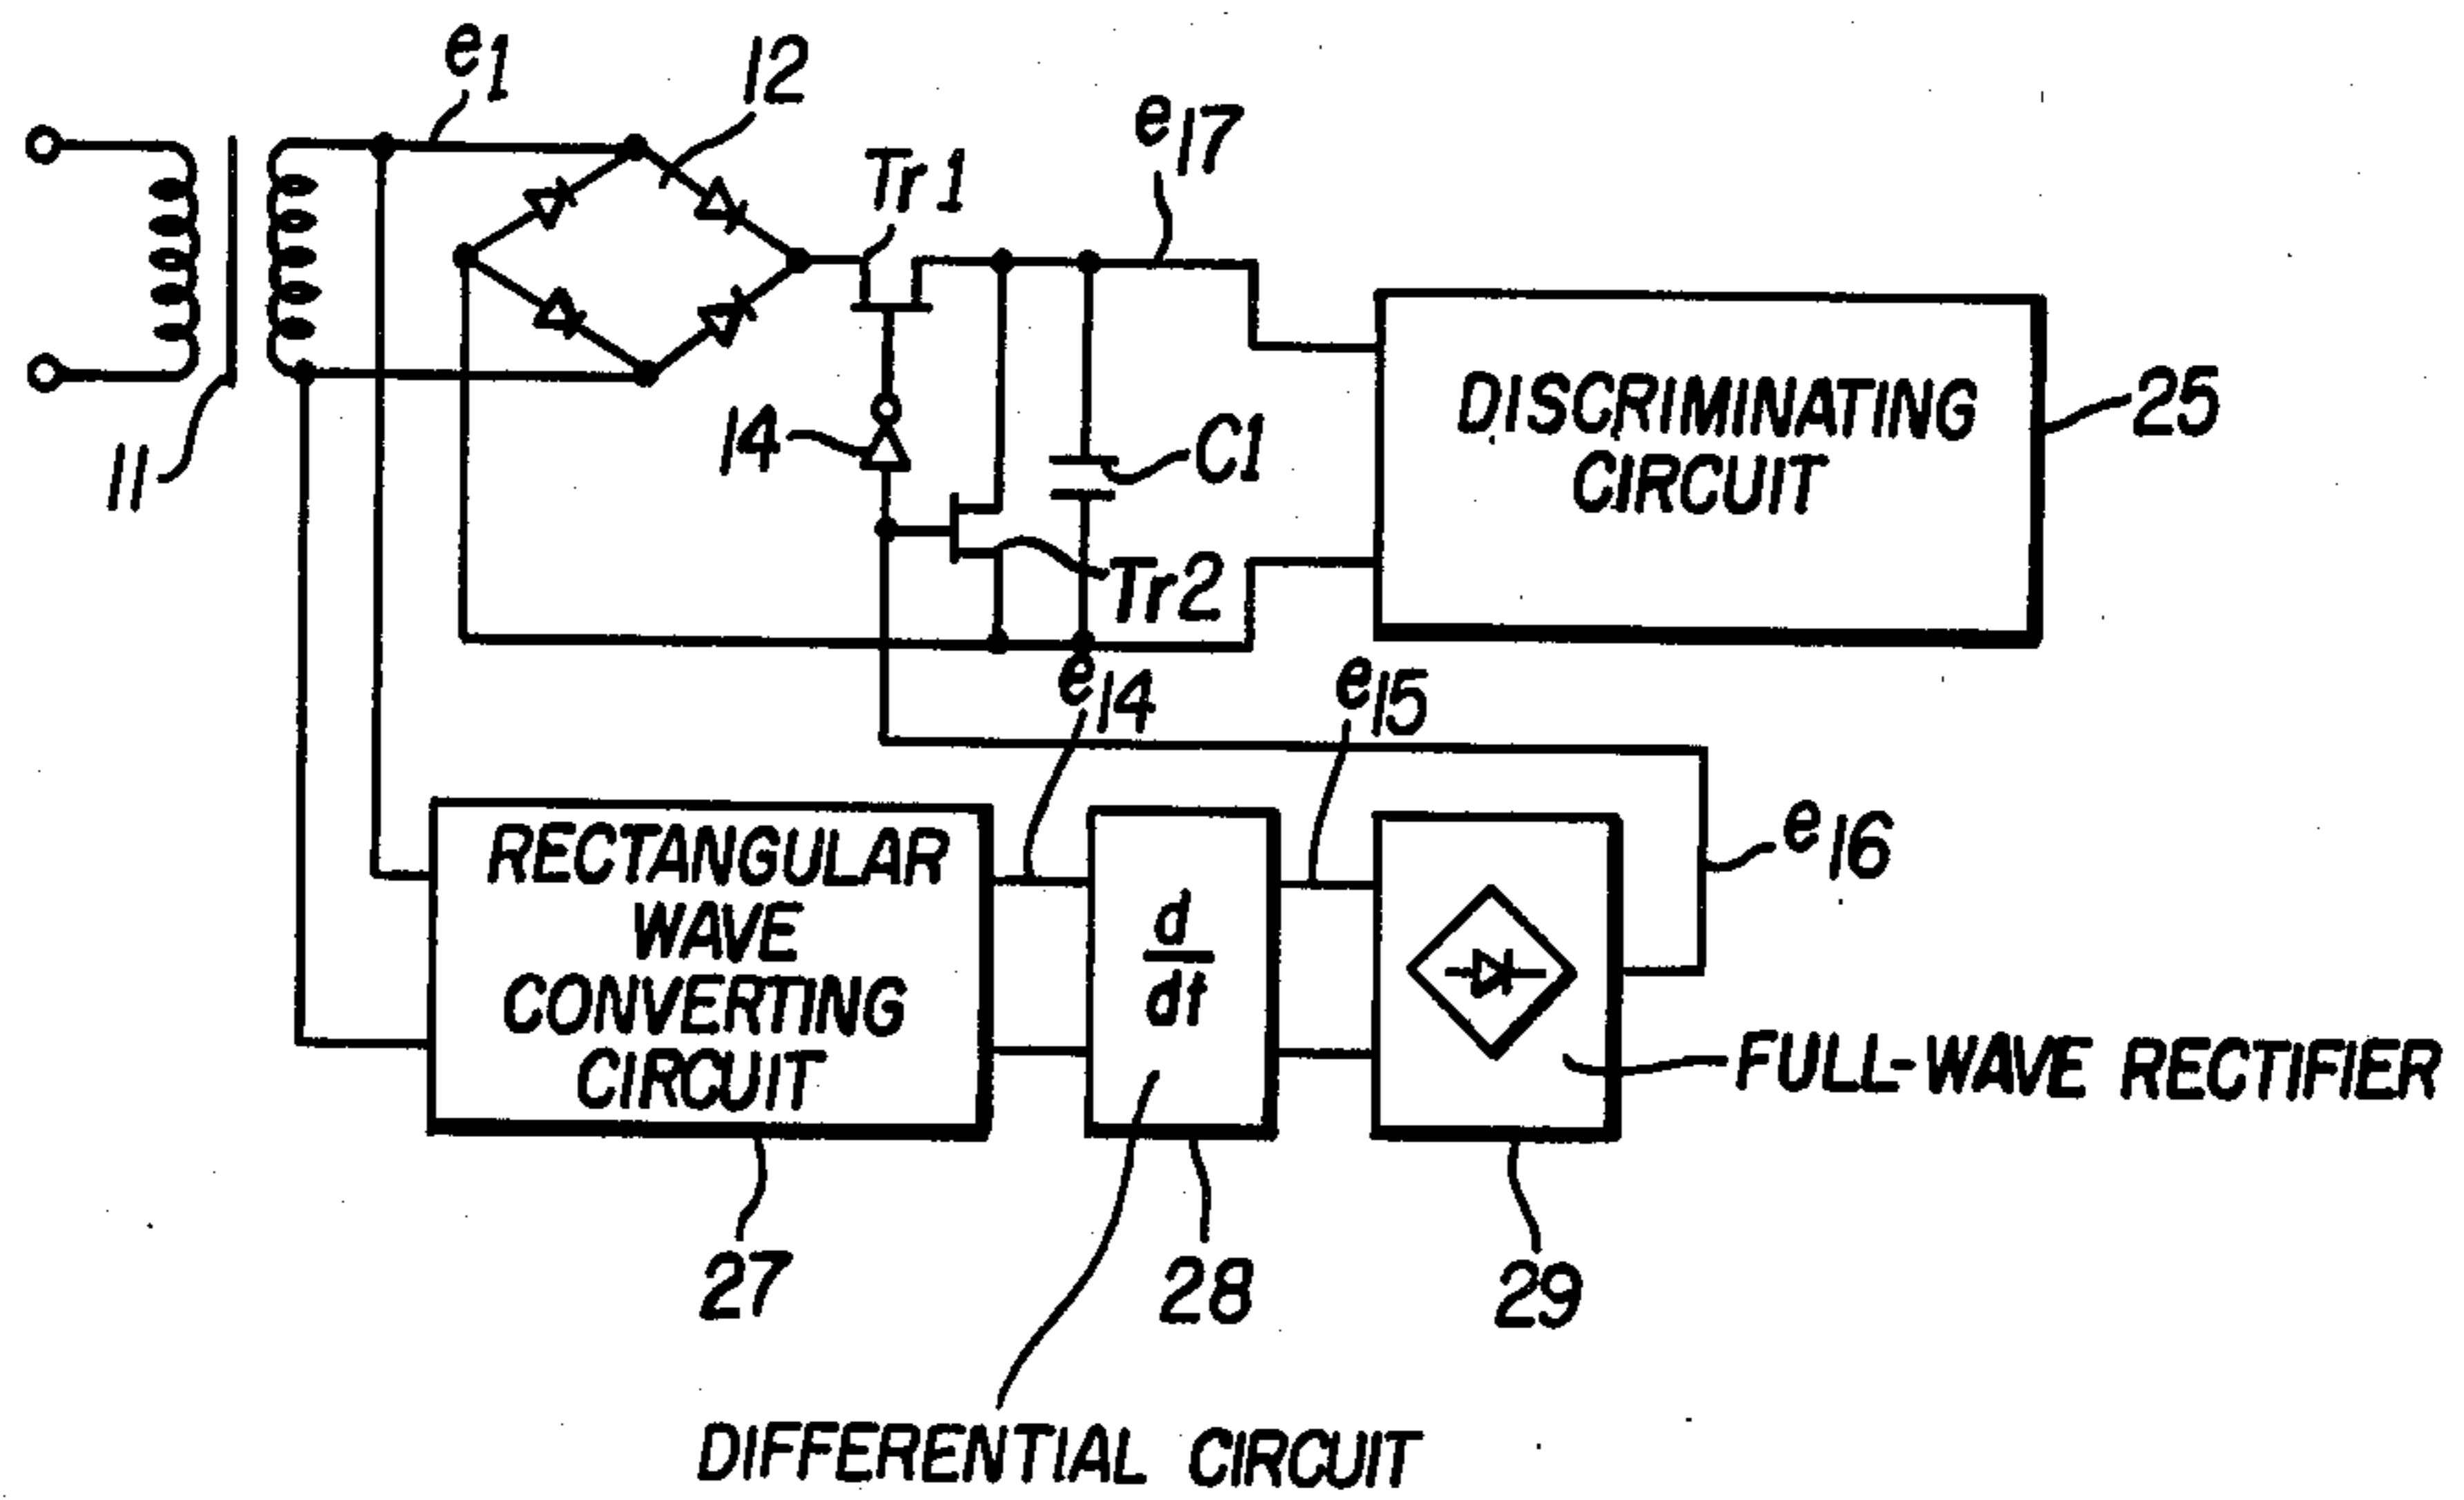 e1
12
e17
Tr1
11
14
C1
DISCRIMINATING
CIRCUIT
25
Tr2
e14
e15
e16
RECTANGULAR
WAVE
CONVERTING
CIRCUIT
d
dt
FULL-WAVE RECTIFIER
27
28
29
DIFFERENTIAL CIRCUIT